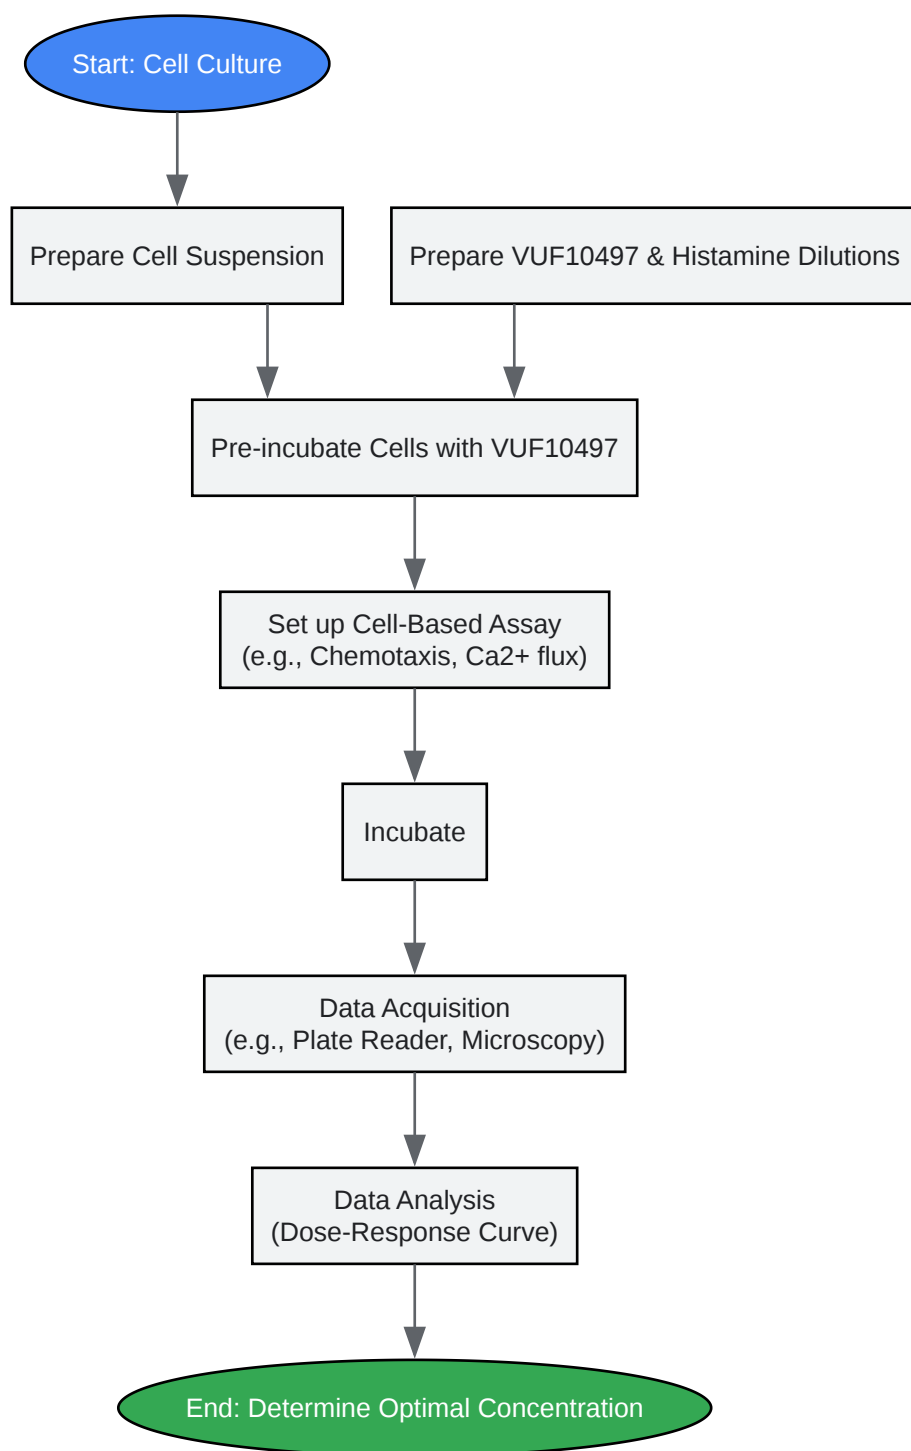 Start: Cell Culture
Prepare Cell Suspension
Prepare VUF10497 & Histamine Dilutions
Pre-incubate Cells with VUF10497
Set up Cell-Based Assay
(e.g., Chemotaxis, Ca2+ flux)
Incubate
Data Acquisition
(e.g., Plate Reader, Microscopy)
Data Analysis
(Dose-Response Curve)
End: Determine Optimal Concentration